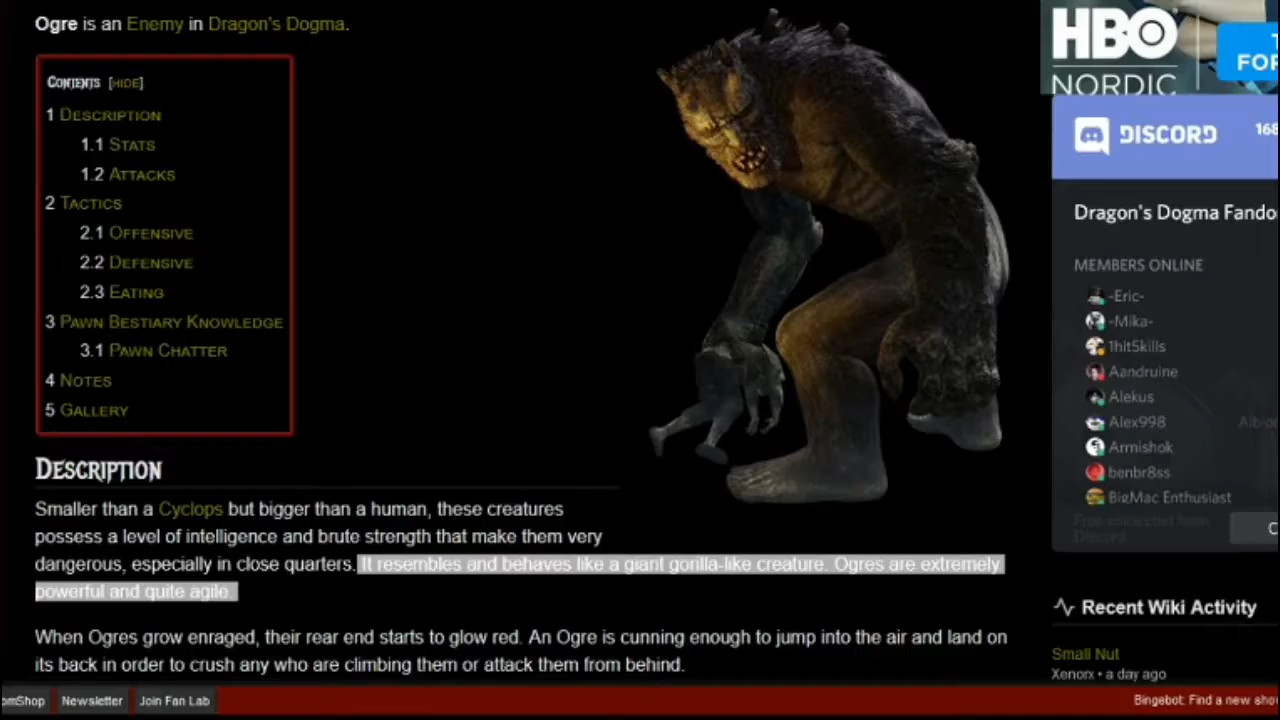 Ogre is an Enemy in Dragon's Dogma.
Contents [hide]
1 Description
1.1 Stats
1.2 Attacks
2 Tactics
2.1 Offensive
2.2 Defensive
2.3 Eating
3 Pawn Bestiary Knowledge
3.1 Pawn Chatter
4 Notes
5 Gallery
Description
Smaller than a Cyclops but bigger than a human, these creatures
possess a level of intelligence and brute strength that make them very
dangerous, especially in close quarters. It resembles and behaves like a giant gorilla-like creature. Ogres are extremely
powerful and quite agile.
When Ogres grow enraged, their rear end starts to glow red. An Ogre is cunning enough to jump into the air and land on
its back in order to crush any who are climbing them or attack them from behind.
HBO
NORDIC
FOR
DISCORD 168
Dragon's Dogma Fando
MEMBERS ONLINE
-Eric-
-Mika-
1hit5kills
Aandruine
Alekus
Alex998
Armishok
benbr8ss
BigMac Enthusiast
Free voice chat from
Discord
Recent Wiki Activity
Small Nut
Xenorx • a day ago
omShop Newsletter Join Fan Lab Bingebot: Find a new sho